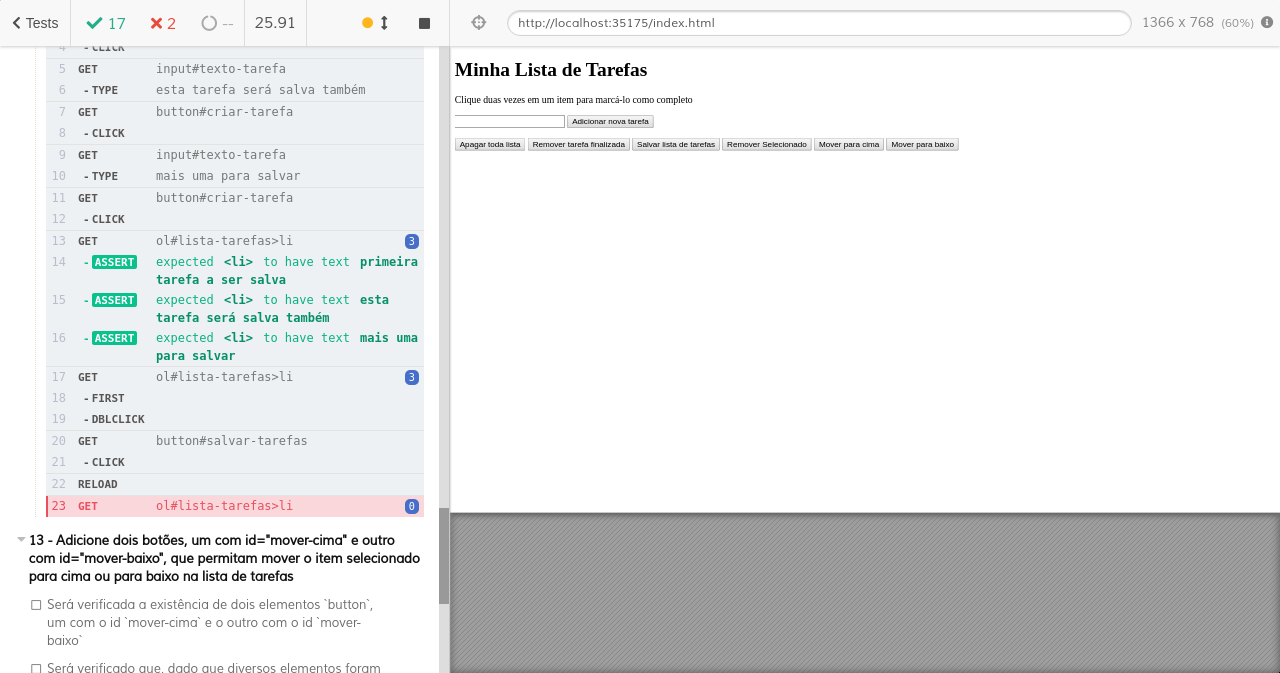 Tests 17 2 -- 25.91 http://localhost:35175/index.html 1366 x 768 (60%)
4 - CLICK
5 GET input#texto-tarefa
6 - TYPE esta tarefa será salva também
7 GET button#criar-tarefa
8 - CLICK
9 GET input#texto-tarefa
10 - TYPE mais uma para salvar
11 GET button#criar-tarefa
12 - CLICK
13 GET ol#lista-tarefas>li 3
14 - ASSERT expected <li> to have text primeira
tarefa a ser salva
15 - ASSERT expected <li> to have text esta
tarefa será salva também
16 - ASSERT expected <li> to have text mais uma
para salvar
17 GET ol#lista-tarefas>li 3
18 - FIRST
19 - DBLCLICK
20 GET button#salvar-tarefas
21 - CLICK
22 RELOAD
23 GET ol#lista-tarefas>li 0
13 - Adicione dois botões, um com id="mover-cima" e outro
com id="mover-baixo", que permitam mover o item selecionado
para cima ou para baixo na lista de tarefas
Será verificada a existência de dois elementos `button`,
um com o id `mover-cima` e o outro com o id `mover-
baixo`
Será verificado que, dado que diversos elementos foram
Minha Lista de Tarefas
Clique duas vezes em um item para marcá-lo como completo
Adicionar nova tarefa
Apagar toda lista Remover tarefa finalizada Salvar lista de tarefas Remover Selecionado Mover para cima Mover para baixo